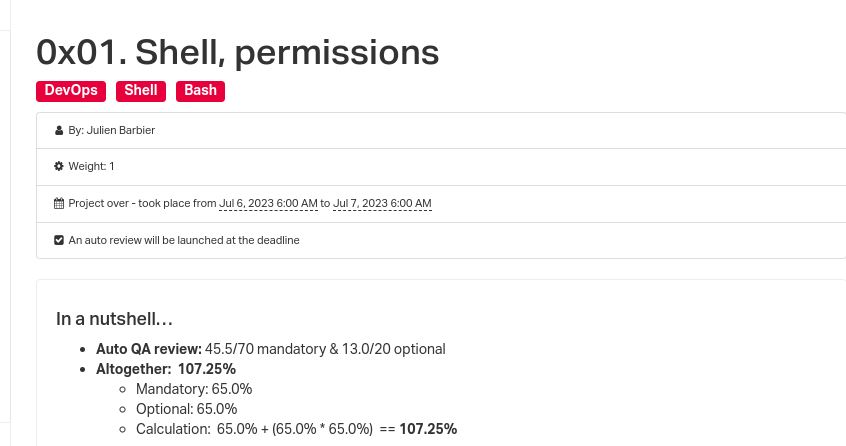 0x01. Shell, permissions
DevOps Shell Bash
By: Julien Barbier
Weight: 1
Project over - took place from Jul 6, 2023 6:00 AM to Jul 7, 2023 6:00 AM
An auto review will be launched at the deadline
In a nutshell…
• Auto QA review: 45.5/70 mandatory & 13.0/20 optional
• Altogether: 107.25%
○ Mandatory: 65.0%
○ Optional: 65.0%
○ Calculation: 65.0% + (65.0% * 65.0%) == 107.25%